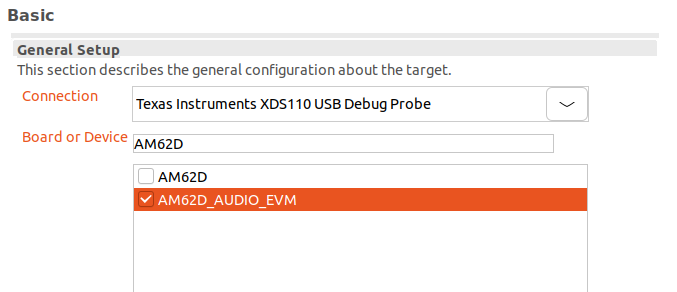 Basic
General Setup
This section describes the general configuration about the target.
Connection
Texas Instruments XDS110 USB Debug Probe
Board or Device
AM62D
AM62D
AM62D_AUDIO_EVM